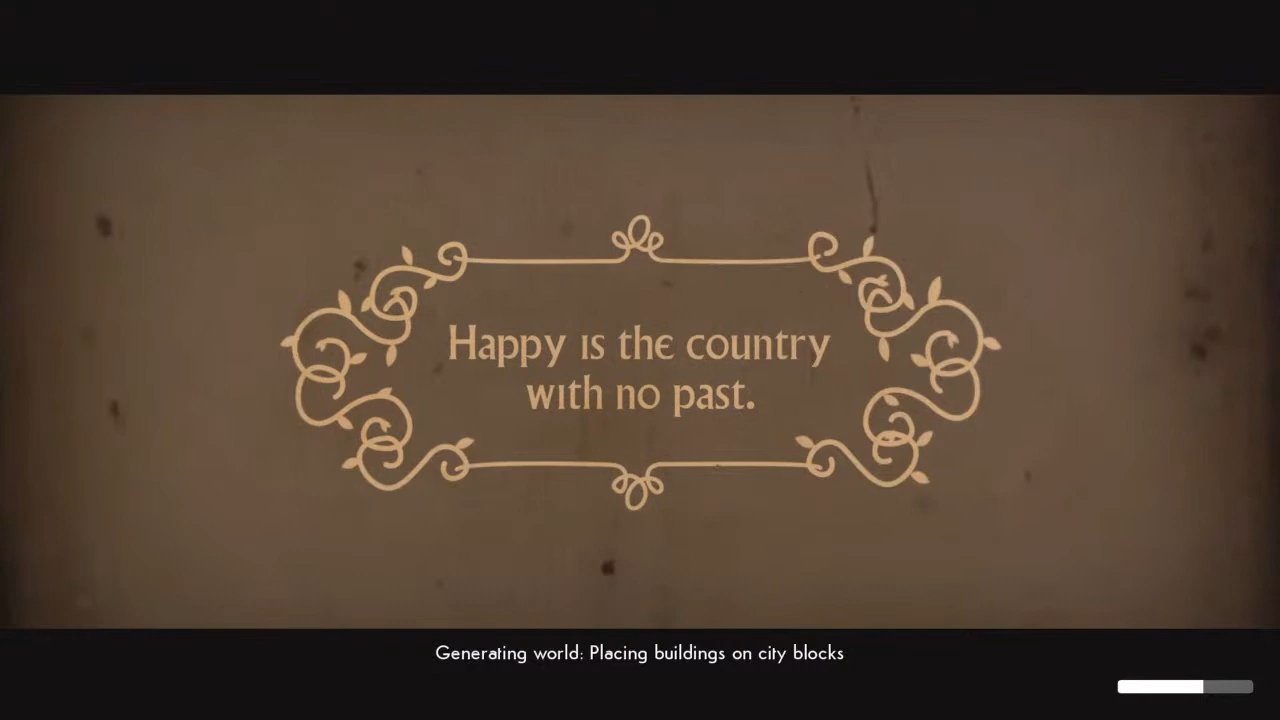 Happy is the country
with no past.
Generating world: Placing buildings on city blocks